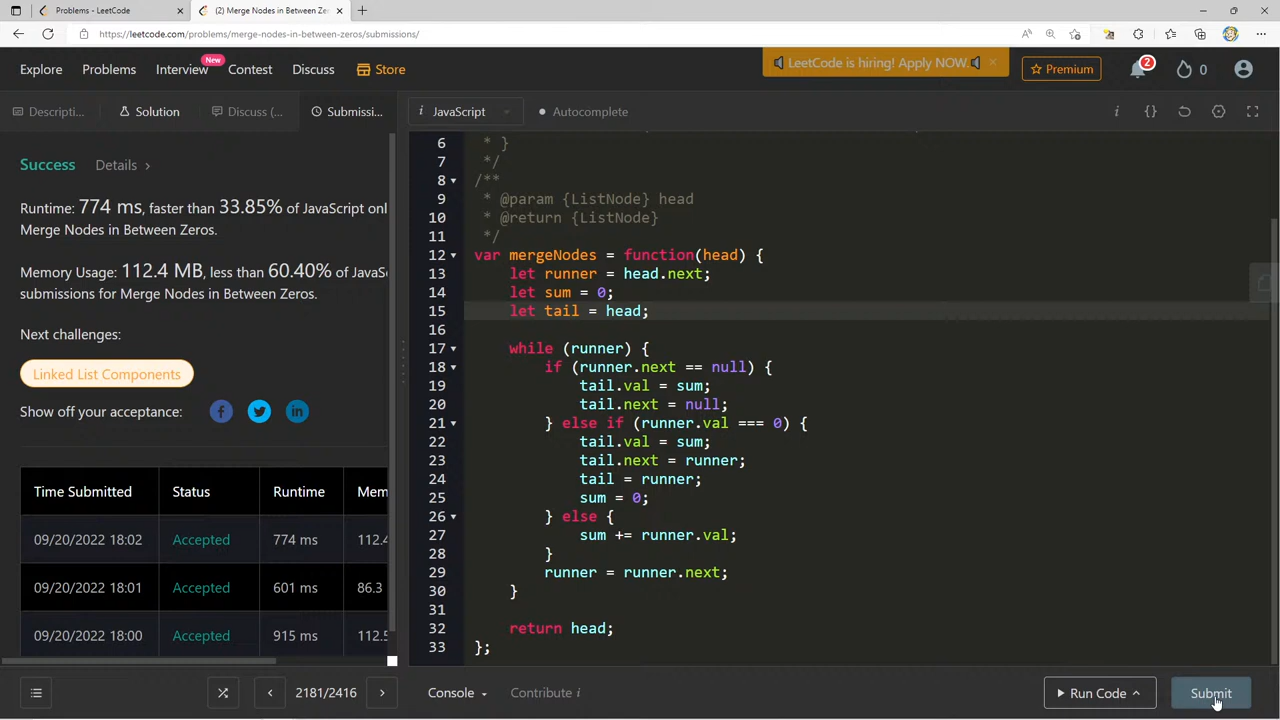 Problems - LeetCode
(2) Merge Nodes in Between Zer
https://leetcode.com/problems/merge-nodes-in-between-zeros/submissions/
Explore
Problems
Interview
New
Contest
Discuss
Store
LeetCode is hiring! Apply NOW.
Premium
2
0
Descripti...
Solution
Discuss (...
Submissi...
i JavaScript
Autocomplete
i {}
Success
Details >
Runtime: 774 ms, faster than 33.85% of JavaScript onl
Merge Nodes in Between Zeros.
Memory Usage: 112.4 MB, less than 60.40% of JavaSc
submissions for Merge Nodes in Between Zeros.
Next challenges:
Linked List Components
Show off your acceptance:
Time Submitted Status Runtime Mem
09/20/2022 18:02 Accepted 774 ms 112.4
09/20/2022 18:01 Accepted 601 ms 86.3
09/20/2022 18:00 Accepted 915 ms 112.5
6 * }
7 */
8 /**
9 * @param {ListNode} head
10 * @return {ListNode}
11 */
12 var mergeNodes = function(head) {
13 let runner = head.next;
14 let sum = 0;
15 let tail = head;
16
17 while (runner) {
18 if (runner.next == null) {
19 tail.val = sum;
20 tail.next = null;
21 } else if (runner.val === 0) {
22 tail.val = sum;
23 tail.next = runner;
24 tail = runner;
25 sum = 0;
26 } else {
27 sum += runner.val;
28 }
29 runner = runner.next;
30 }
31
32 return head;
33 };
2181/2416
Console
Contribute i
Run Code
Submit